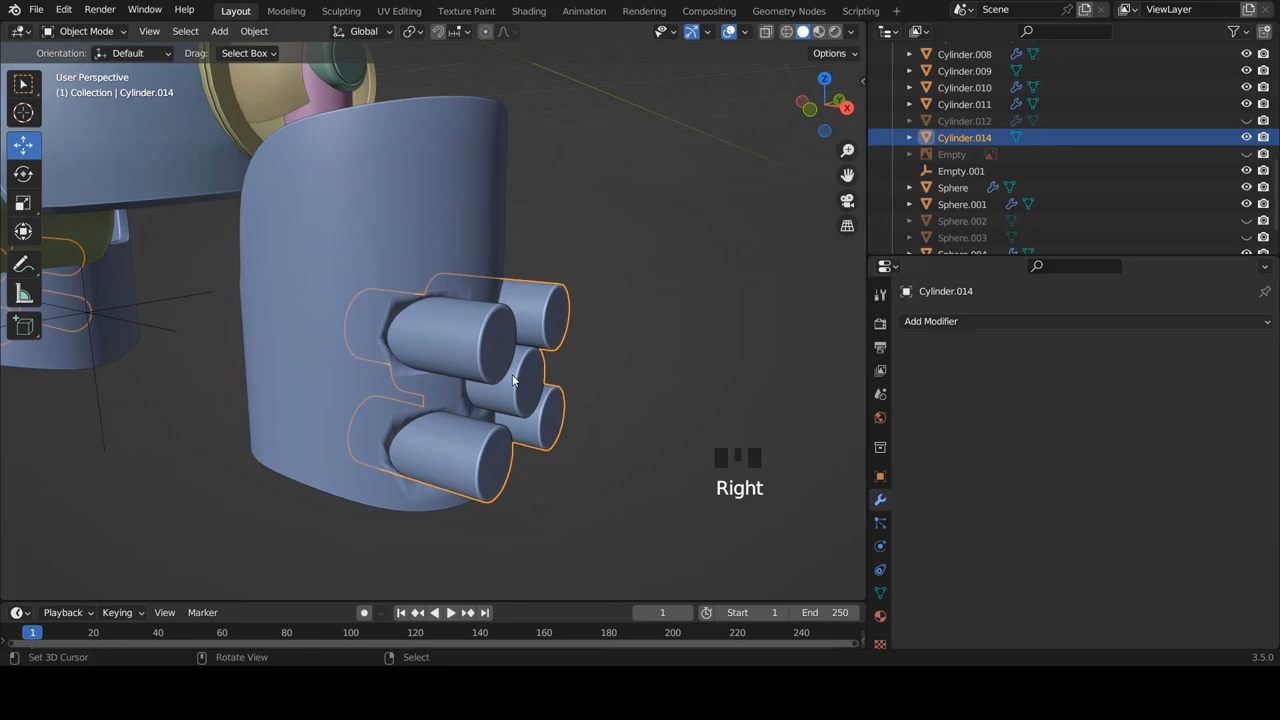 File Edit Render Window Help Layout Modeling Sculpting UV Editing Texture Paint Shading Animation Rendering Compositing Geometry Nodes Scripting + Scene ViewLayer
Object Mode View Select Add Object Global
Orientation: Default Drag: Select Box Options
User Perspective
(1) Collection | Cylinder.014
Z
Y
X
Cylinder.008
Cylinder.009
Cylinder.010
Cylinder.011
Cylinder.012
Cylinder.014
Empty
Empty.001
Sphere
Sphere.001
Sphere.002
Sphere.003
Cylinder.014
Add Modifier
Right
Playback Keying View Marker 1 Start 1 End 250
1 20 40 60 80 100 120 140 160 180 200 220 240
Set 3D Cursor Rotate View Select 3.5.0